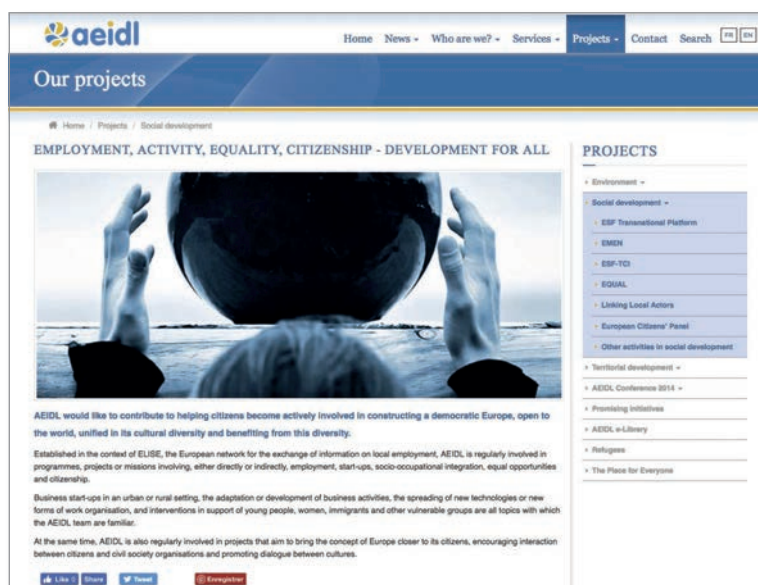 aeidl
Home News Who are we? Services Projects Contact Search FR EN
Our projects
Home / Projects / Social development
EMPLOYMENT, ACTIVITY, EQUALITY, CITIZENSHIP - DEVELOPMENT FOR ALL
AEIDL would like to contribute to helping citizens become actively involved in constructing a democratic Europe, open to
the world, unified in its cultural diversity and benefiting from this diversity.
Established in the context of ELISE, the European network for the exchange of information on local employment, AEIDL is regularly involved in
programmes, projects or missions involving, either directly or indirectly, employment, start-ups, socio-occupational integration, equal opportunities
and citizenship.
Business start-ups in an urban or rural setting, the adaptation or development of business activities, the spreading of new technologies or new
forms of work organisation, and interventions in support of young people, women, immigrants and other vulnerable groups are all topics with which
the AEIDL team are familiar.
At the same time, AEIDL is also regularly involved in projects that aim to bring the concept of Europe closer to its citizens, encouraging interaction
between citizens and civil society organisations and promoting dialogue between cultures.
Like 0 Share Tweet Enregistrer
PROJECTS
Environment
Social development
ESF Transnational Platform
EMEN
ESF-TCI
EQUAL
Linking Local Actors
European Citizens' Panel
Other activities in social development
Territorial development
AEIDL Conference 2014
Promising initiatives
AEIDL e-Library
Refugees
The Place for Everyone